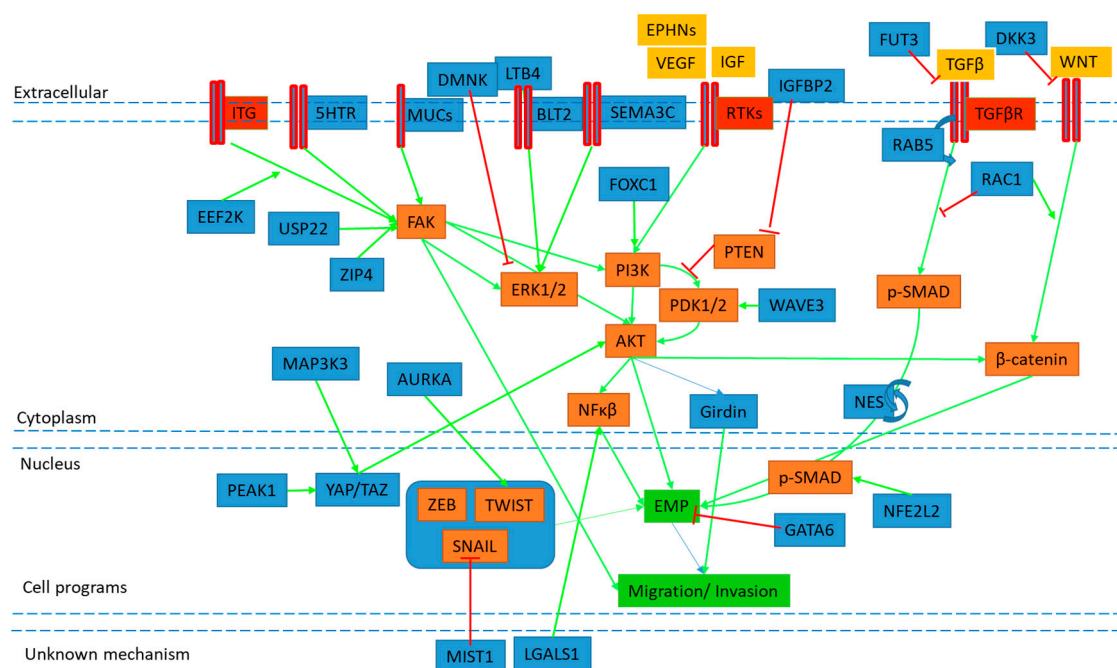 EPHNs
FUT3
DKK3
VEGF
IGF
TGFβ
WNT
DMNK
LTB4
IGFBP2
Extracellular
ITG
5HTR
MUCs
BLT2
SEMA3C
RTKs
TGFβR
RAB5
RAC1
FOXC1
EEF2K
USP22
FAK
PTEN
ZIP4
PI3K
ERK1/2
PDK1/2
WAVE3
p-SMAD
AKT
MAP3K3
AURKA
β-catenin
NFκβ
Girdin
NES
Cytoplasm
Nucleus
PEAK1
YAP/TAZ
ZEB
TWIST
EMP
p-SMAD
NFE2L2
SNAIL
GATA6
Cell programs
Migration/ Invasion
Unknown mechanism
MIST1
LGALS1